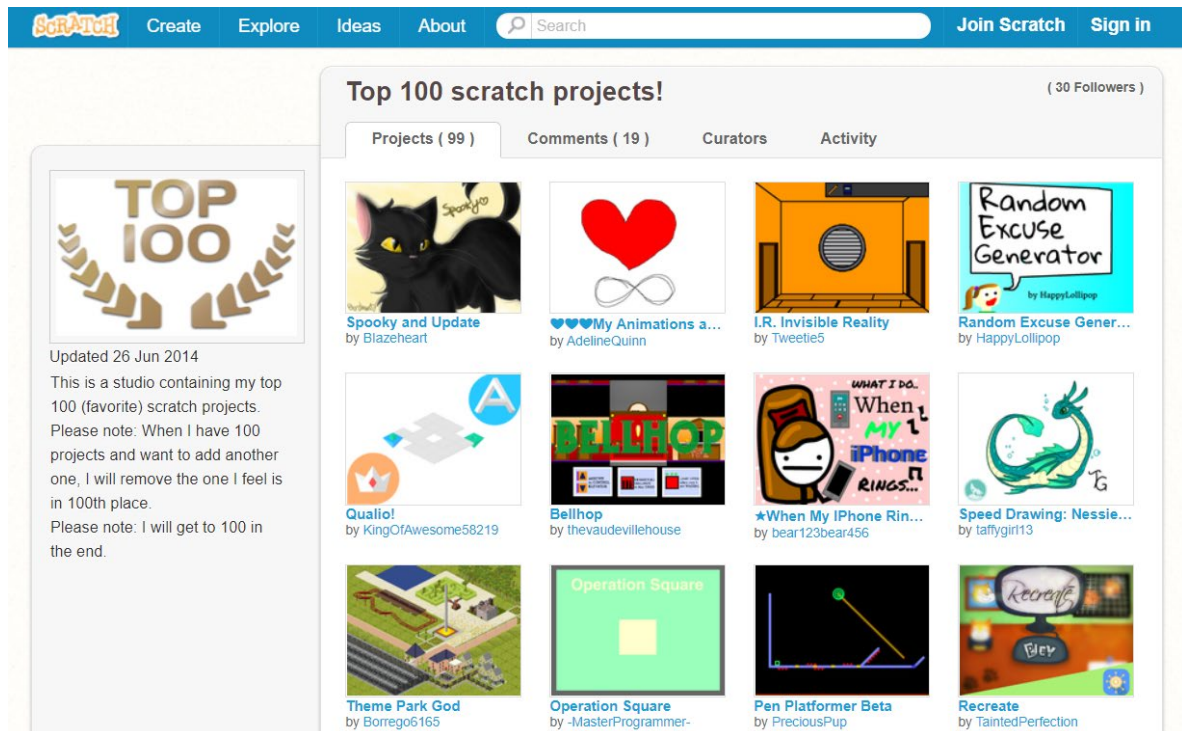 SCRATCH Create Explore Ideas About Search Join Scratch Sign in
Top 100 scratch projects! ( 30 Followers )
Projects ( 99 ) Comments ( 19 ) Curators Activity
TOP
100
Updated 26 Jun 2014
This is a studio containing my top
100 (favorite) scratch projects.
Please note: When I have 100
projects and want to add another
one, I will remove the one I feel is
in 100th place.
Please note: I will get to 100 in
the end.
Spooky
Spooky and Update
by Blazeheart
♥♥♥My Animations a...
by AdelineQuinn
I.R. Invisible Reality
by Tweetie5
Random
Excuse
Generator
by HappyLollipop
Random Excuse Gener...
by HappyLollipop
A
Qualio!
by KingOfAwesome58219
BELLHOP
Bellhop
by thevaudevillehouse
WHAT I DO..
When
MY
iPhone
RINGS...
★When My IPhone Rin...
by bear123bear456
TG
Speed Drawing: Nessie...
by taffygirl13
Theme Park God
by Borrego6165
Operation Square
Operation Square
by -MasterProgrammer-
Pen Platformer Beta
by PreciousPup
Recreate
Play
Recreate
by TaintedPerfection